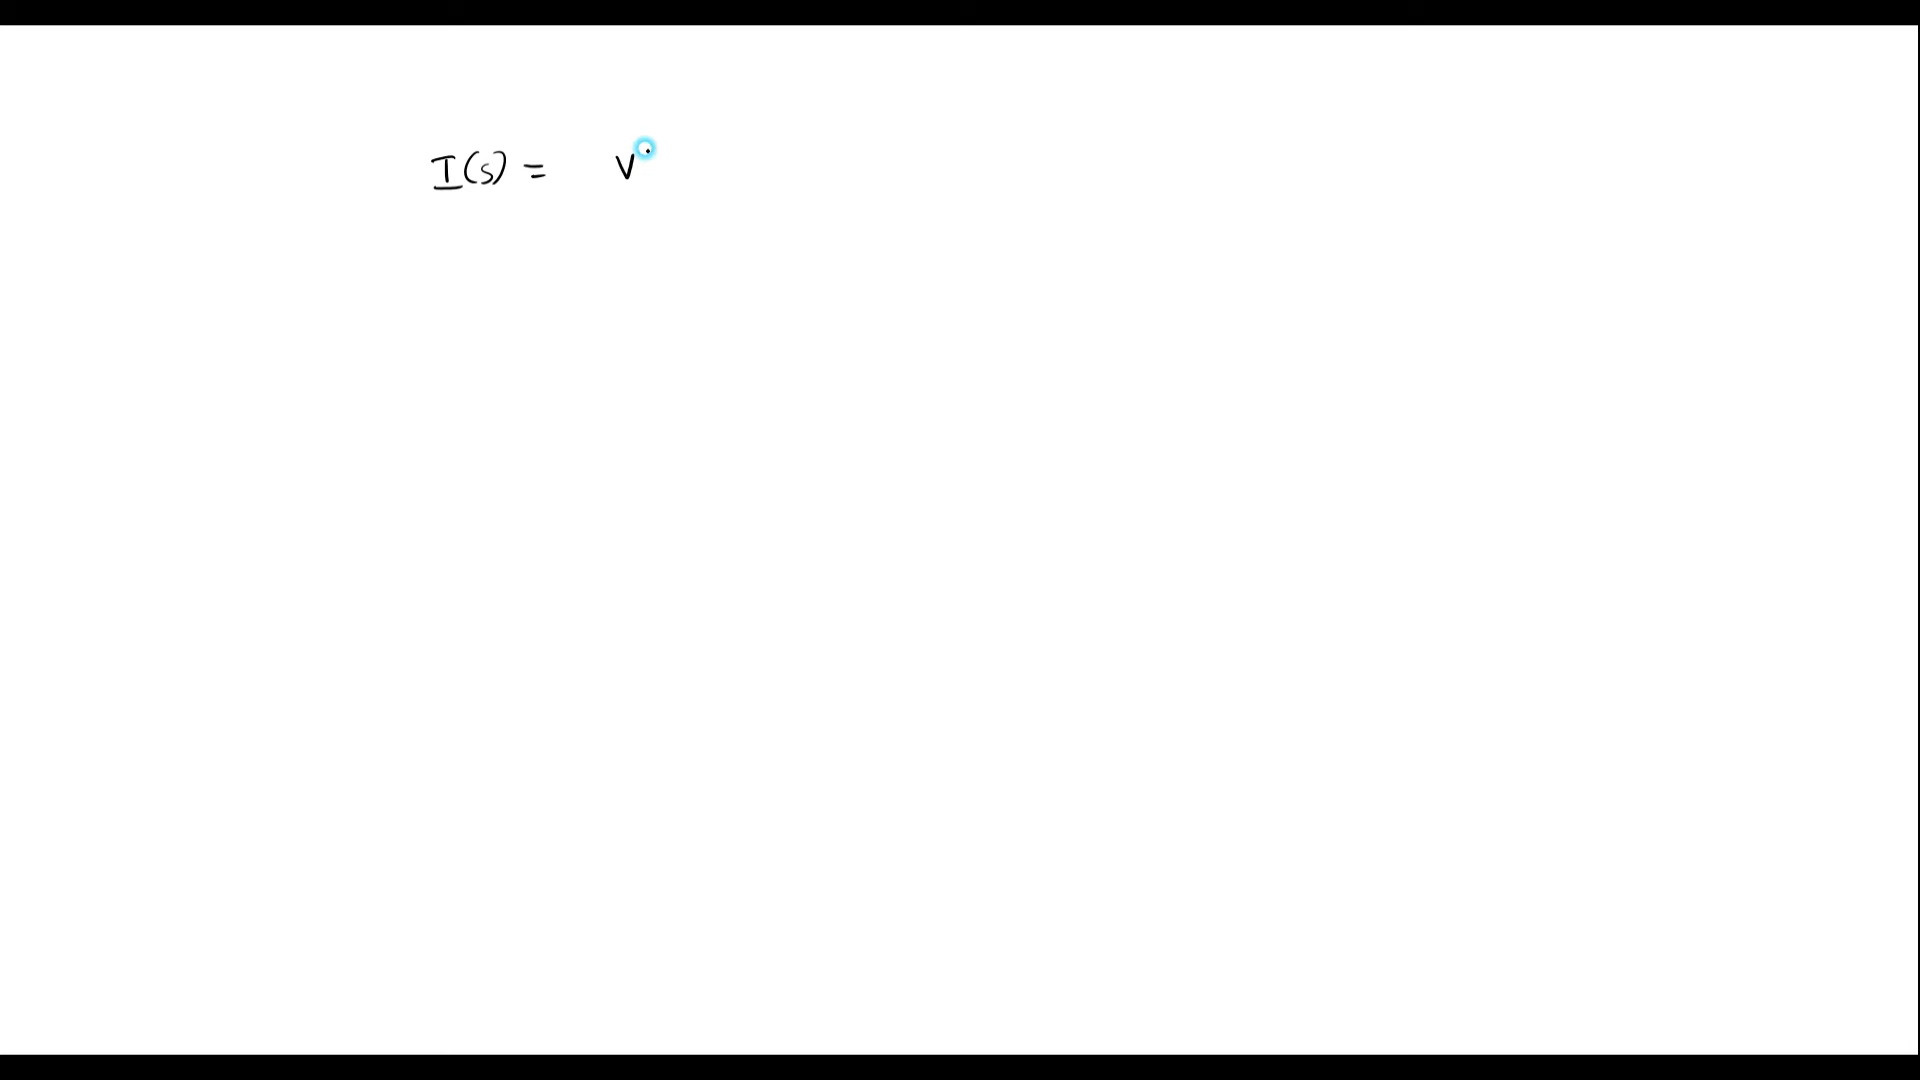 I(s) = V